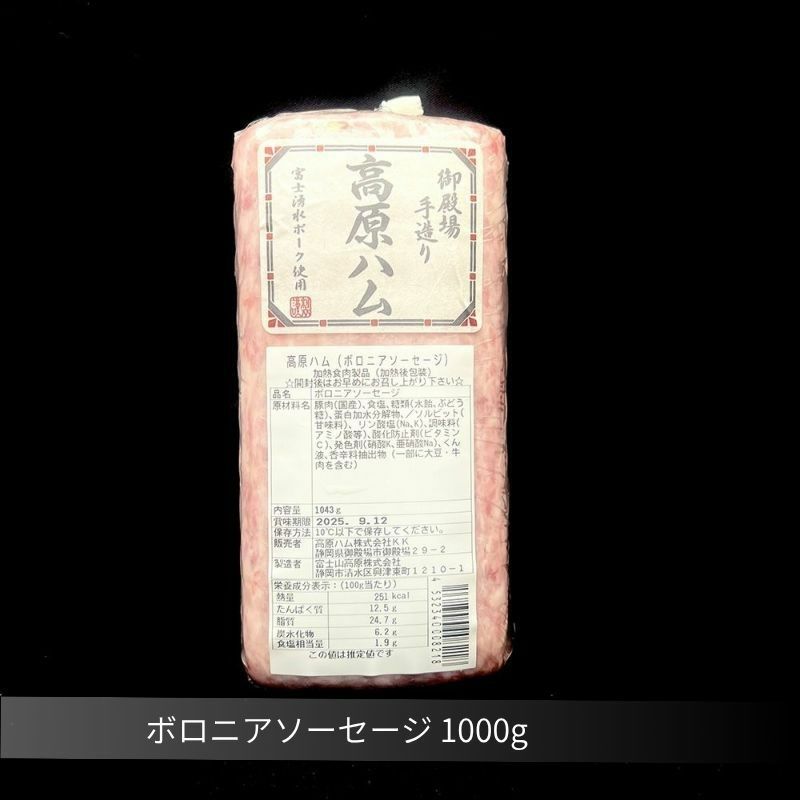 御殿場
手造り
高原ハム
富士湧水ポーク使用
高原ハム(ボロニアソーセージ)
加熱食肉製品(加熱後包装)
☆開封後はお早めにお召し上がり下さい☆
品名 ボロニアソーセージ
原材料名 豚肉(国産)、食塩、糖類(水飴、ぶどう
糖)、蛋白加水分解物、/ソルビット(
甘味料)、リン酸塩(Na、K)、調味料(
アミノ酸等)、酸化防止剤(ビタミン
C)、発色剤(硝酸K、亜硝酸Na)、くん
液、香辛料抽出物 (一部に大豆・牛
肉を含む)
内容量 1043g
賞味期限 2025. 9.12
保存方法 10℃以下で保存してください。
販売者 高原ハム株式会社KK
静岡県御殿場市御殿場29-2
製造者 富士山高原株式会社
静岡市清水区興津東町1210-1
栄養成分表示:(100g当たり)
熱量 251 kcal
たんぱく質 12.5 g
脂質 24.7 g
炭水化物 6.2 g
食塩相当量 1.9 g
この値は推定値です
4532340008218
ボロニアソーセージ 1000g